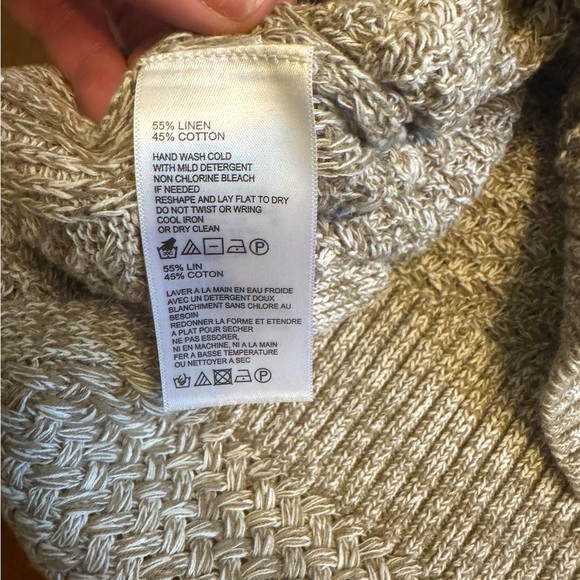 55% LINEN
45% COTTON
HAND WASH COLD
WITH MILD DETERGENT
NON CHLORINE BLEACH
IF NEEDED
RESHAPE AND LAY FLAT TO DRY
DO NOT TWIST OR WRING
COOL IRON
OR DRY CLEAN
P
55% LIN
45% COTON
LAVER A LA MAIN EN EAU FROIDE
AVEC UN DETERGENT DOUX
BLANCHIMENT SANS CHLORE AU
BESOIN
REDONNER LA FORME ET ETENDRE
A PLAT POUR SECHER
NE PAS ESSORER,
NI EN MACHINE, NI A LA MAIN
FER A BASSE TEMPERATURE
OU NETTOYER A SEC
P